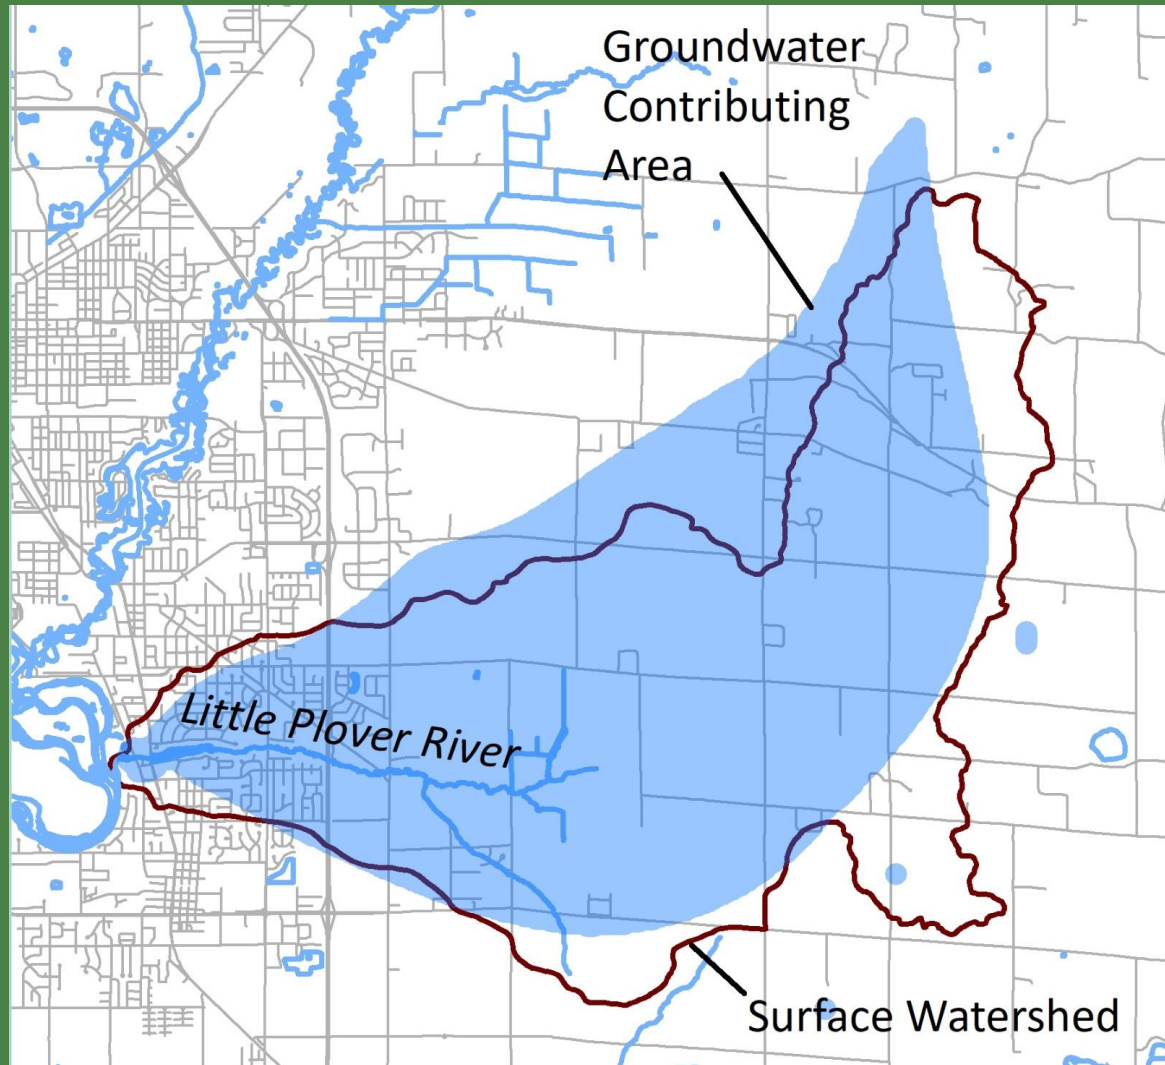 Groundwater
Contributing
Area
Little Plover River
Surface Watershed